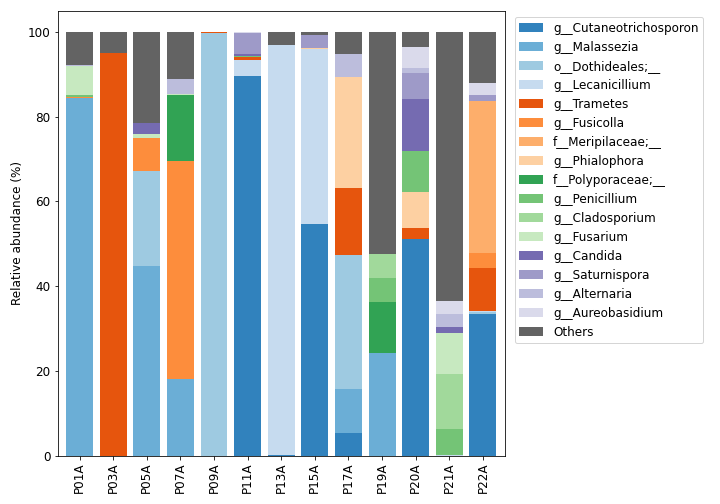 100
80
60
40
20
0
Relative abundance (%)
P01A
P03A
P05A
P07A
P09A
P11A
P13A
P15A
P17A
P19A
P20A
P21A
P22A
g__Cutaneotrichosporon
g__Malassezia
o__Dothideales;__
g__Lecanicillium
g__Trametes
g__Fusicolla
f__Meripilaceae;__
g__Phialophora
f__Polyporaceae;__
g__Penicillium
g__Cladosporium
g__Fusarium
g__Candida
g__Saturnispora
g__Alternaria
g__Aureobasidium
Others